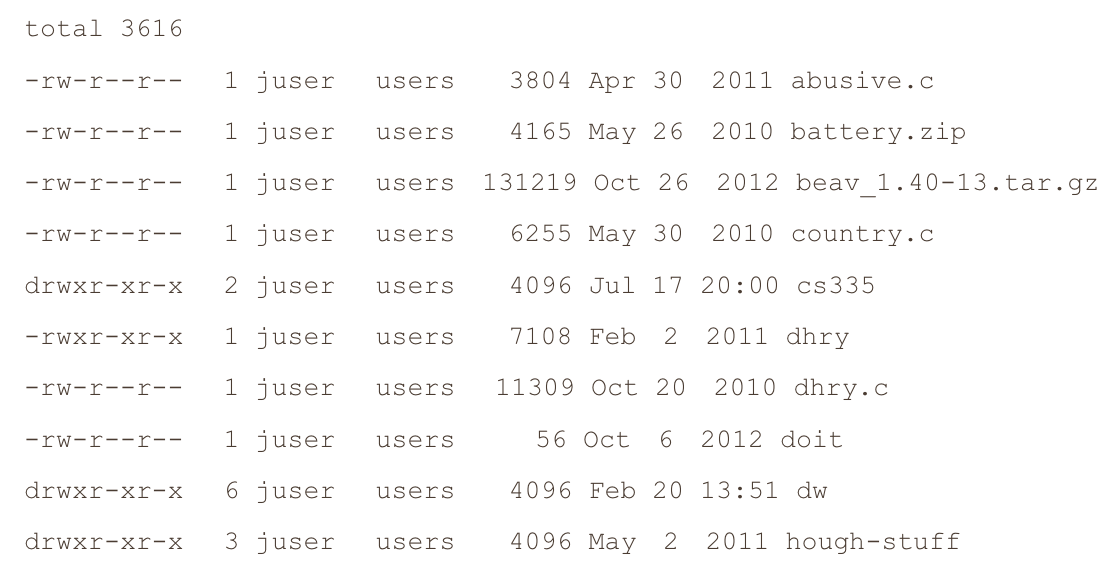 total 3616
-rw-r--r-- 1 juser users 3804 Apr 30 2011 abusive.c
-rw-r--r-- 1 juser users 4165 May 26 2010 battery.zip
-rw-r--r-- 1 juser users 131219 Oct 26 2012 beav_1.40-13.tar.gz
-rw-r--r-- 1 juser users 6255 May 30 2010 country.c
drwxr-xr-x 2 juser users 4096 Jul 17 20:00 cs335
-rwxr-xr-x 1 juser users 7108 Feb 2 2011 dhry
-rw-r--r-- 1 juser users 11309 Oct 20 2010 dhry.c
-rw-r--r-- 1 juser users 56 Oct 6 2012 doit
drwxr-xr-x 6 juser users 4096 Feb 20 13:51 dw
drwxr-xr-x 3 juser users 4096 May 2 2011 hough-stuff